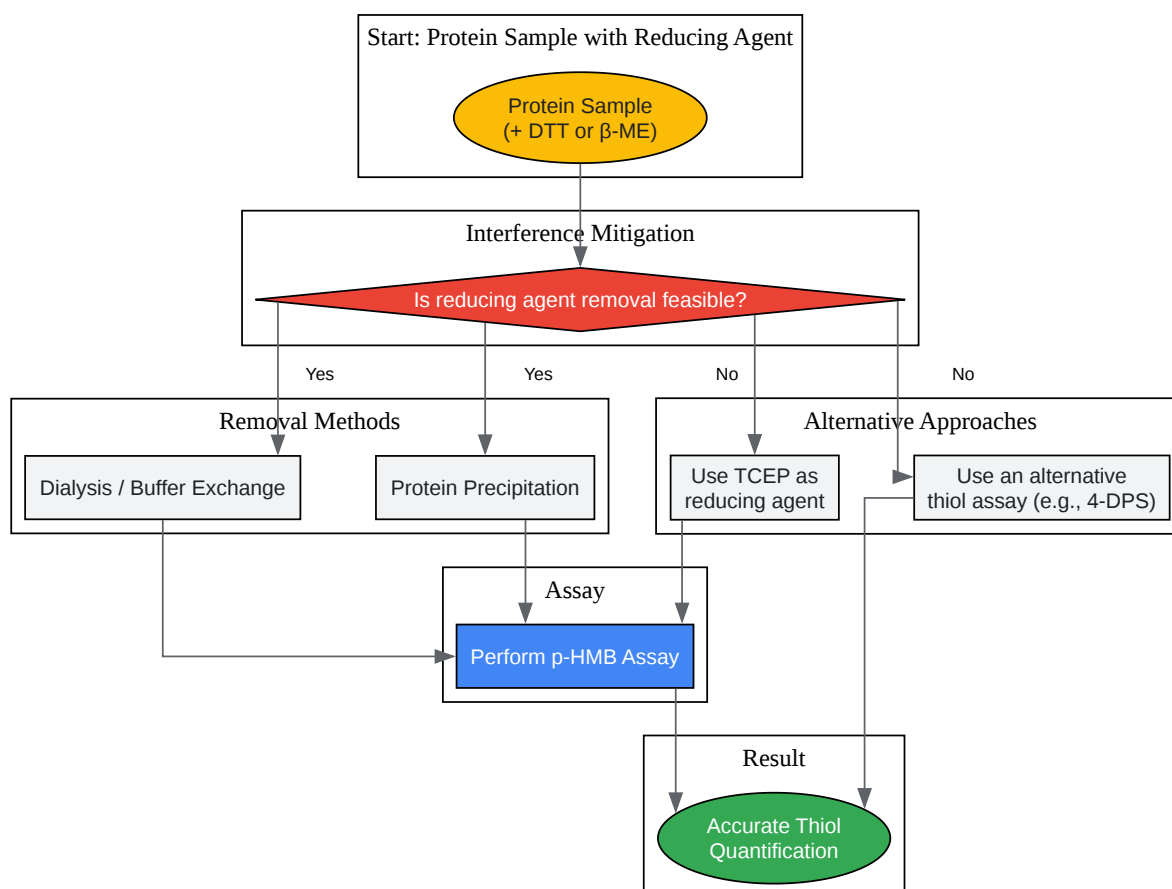 Start: Protein Sample with Reducing Agent
Protein Sample
(+ DTT or β-ME)
Interference Mitigation
Is reducing agent removal feasible?
Yes
Yes
No
No
Removal Methods
Alternative Approaches
Dialysis / Buffer Exchange
Protein Precipitation
Use TCEP as
reducing agent
Use an alternative
thiol assay (e.g., 4-DPS)
Assay
Perform p-HMB Assay
Result
Accurate Thiol
Quantification